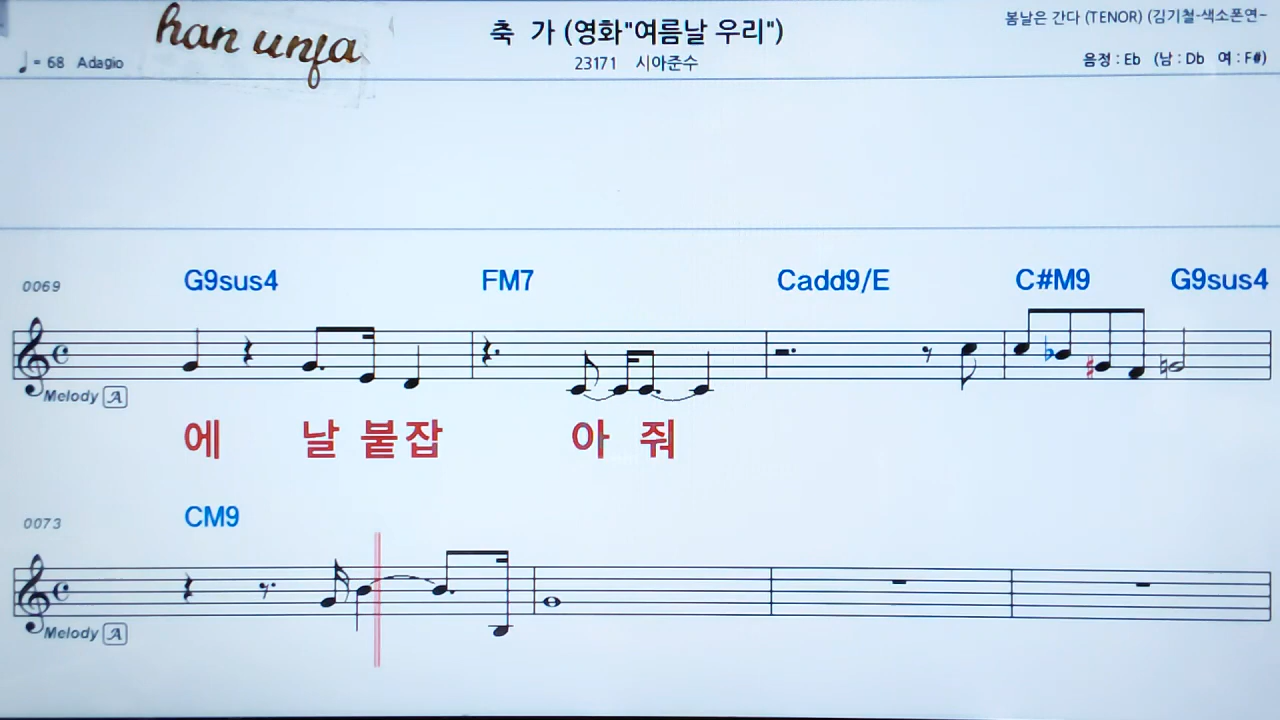 han unfa
축 가 (영화"여름날 우리")
봄날은 간다 (TENOR) (김기철-색소폰연-
♩ = 68 Adagio
23171 시아준수
음정 : Eb (남 : Db 여 : F#)
0069 G9sus4 FM7 Cadd9/E C#M9 G9sus4
Melody A
에 날 붙잡 아 줘
0073 CM9
Melody A